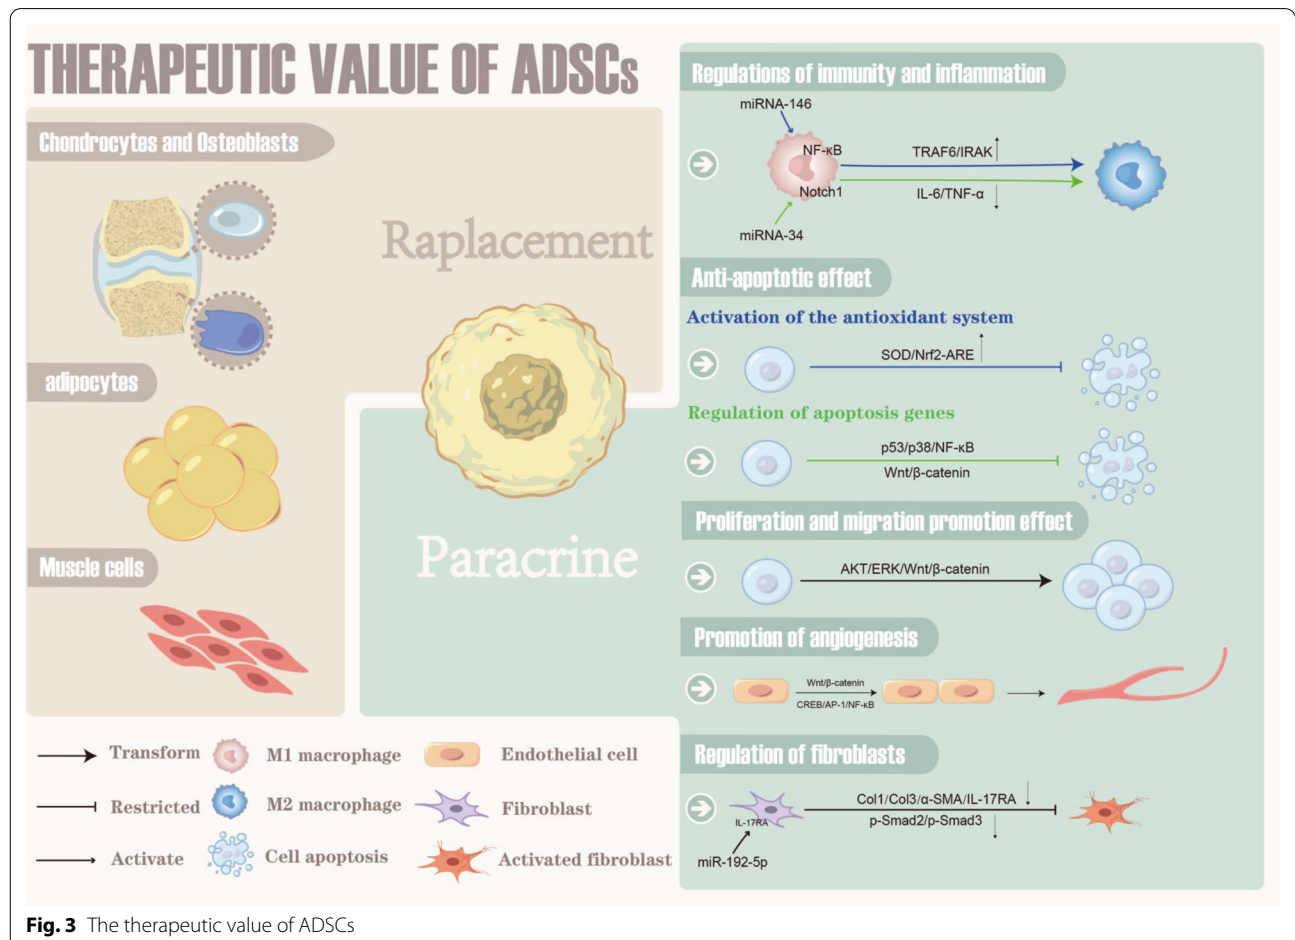 THERAPEUTIC VALUE OF ADSCs
Chondrocytes and Osteoblasts
adipocytes
Muscle cells
Raplacement
Paracrine
Regulations of immunity and inflammation
miRNA-146
NF-κB
TRAF6/IRAK
Notch1
IL-6/TNF-α
miRNA-34
Anti-apoptotic effect
Activation of the antioxidant system
SOD/Nrf2-ARE
Regulation of apoptosis genes
p53/p38/NF-κB
Wnt/β-catenin
Proliferation and migration promotion effect
AKT/ERK/Wnt/β-catenin
Promotion of angiogenesis
Wnt/β-catenin
CREB/AP-1/NF-κB
Regulation of fibroblasts
Col1/Col3/α-SMA/IL-17RA
IL-17RA
p-Smad2/p-Smad3
miR-192-5p
Transform
M1 macrophage
Endothelial cell
Restricted
M2 macrophage
Fibroblast
Activate
Cell apoptosis
Activated fibroblast
Fig. 3 The therapeutic value of ADSCs